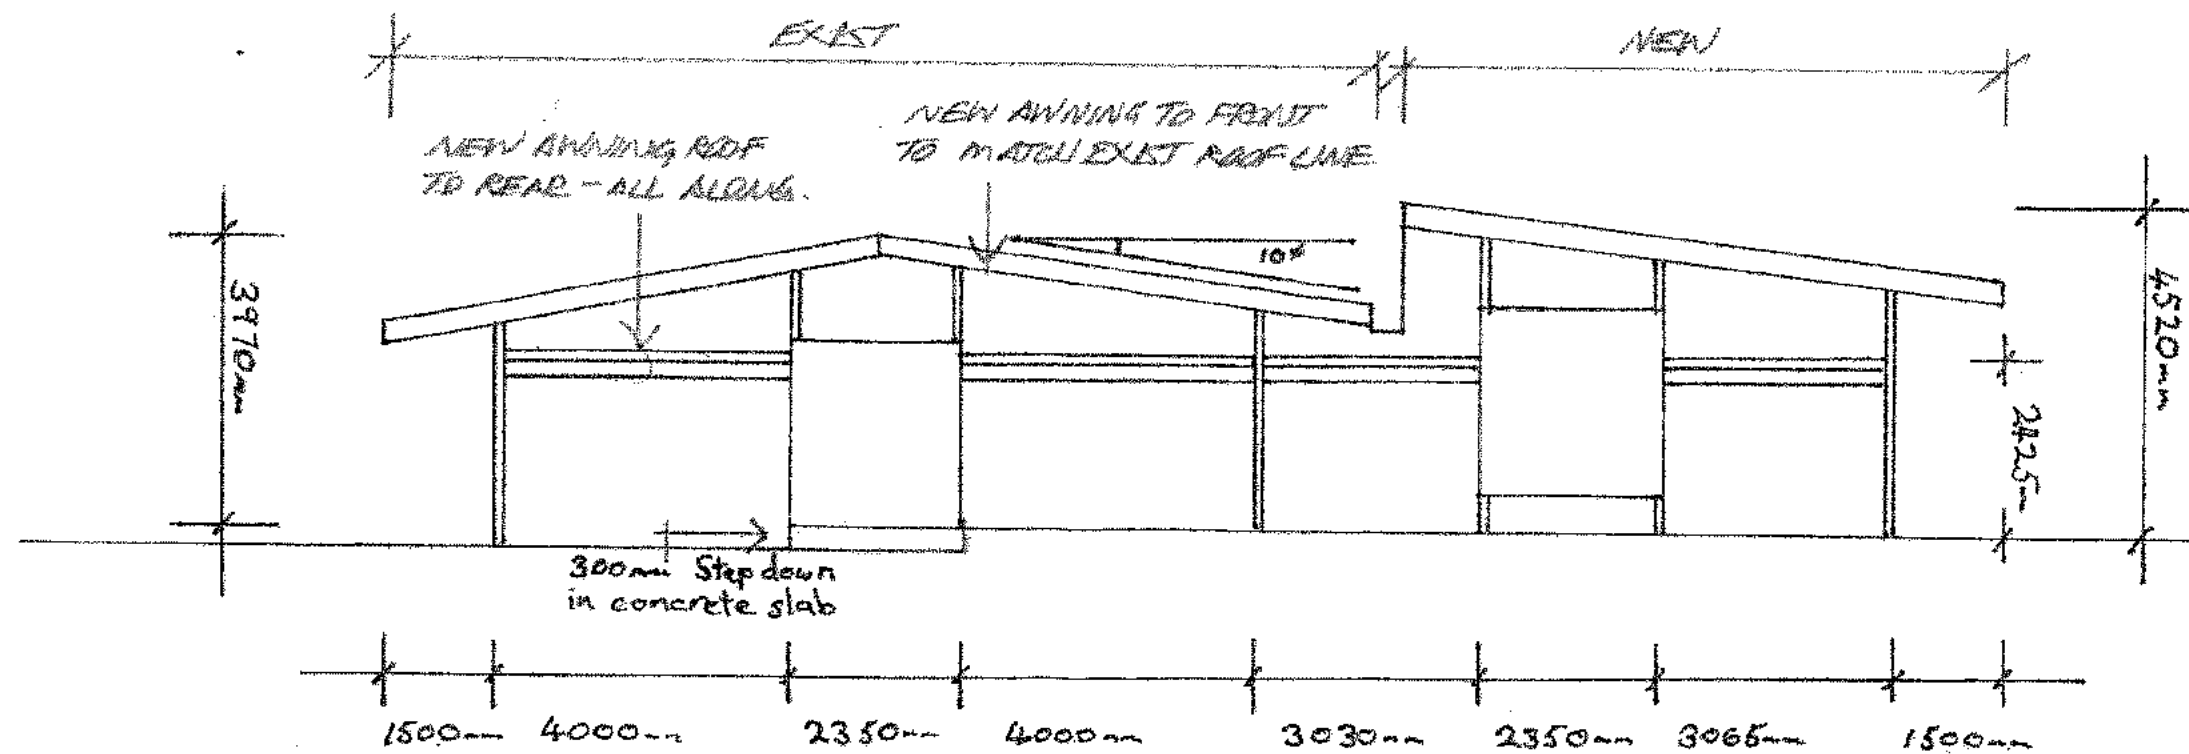 EXIST
NEW
NEW AWNING ROOF
TO REAR - ALL ALONG.
NEW AWNING TO FRONT
TO MATCH EXIST ROOF LINE
10°
3970mm
4520mm
2425mm
300mm Step down
in concrete slab
1500mm 4000mm 2350mm 4000mm 3030mm 2350mm 3065mm 1500mm